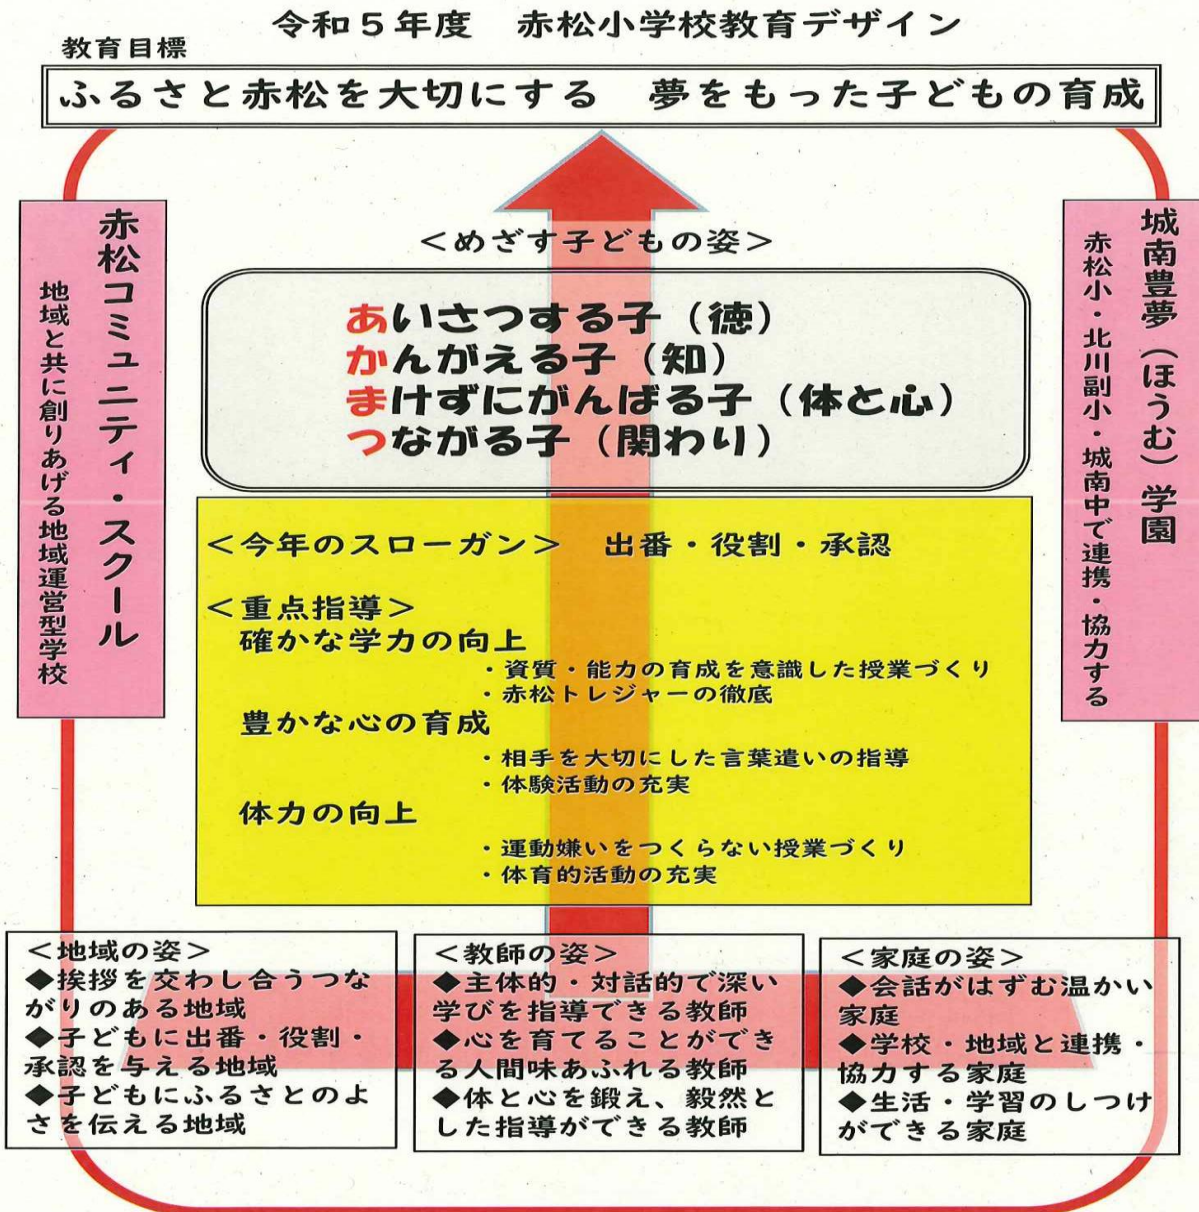 令和5年度　赤松小学校教育デザイン
教育目標
ふるさと赤松を大切にする　夢をもった子どもの育成
赤松コミュニティ・スクール
地域と共に創りあげる地域運営型学校
城南豊夢（ほうむ）学園
赤松小・北川副小・城南中で連携・協力する
＜めざす子どもの姿＞
あいさつする子（徳）
かんがえる子（知）
まけずにがんばる子（体と心）
つながる子（関わり）
＜今年のスローガン＞　出番・役割・承認
＜重点指導＞
確かな学力の向上
・資質・能力の育成を意識した授業づくり
・赤松トレジャーの徹底
豊かな心の育成
・相手を大切にした言葉遣いの指導
・体験活動の充実
体力の向上
・運動嫌いをつくらない授業づくり
・体育的活動の充実
＜地域の姿＞
◆挨拶を交わし合うつな
がりのある地域
◆子どもに出番・役割・
承認を与える地域
◆子どもにふるさとのよ
さを伝える地域
＜教師の姿＞
◆主体的・対話的で深い
学びを指導できる教師
◆心を育てることができ
る人間味あふれる教師
◆体と心を鍛え、毅然と
した指導ができる教師
＜家庭の姿＞
◆会話がはずむ温かい
家庭
◆学校・地域と連携・
協力する家庭
◆生活・学習のしつけ
ができる家庭